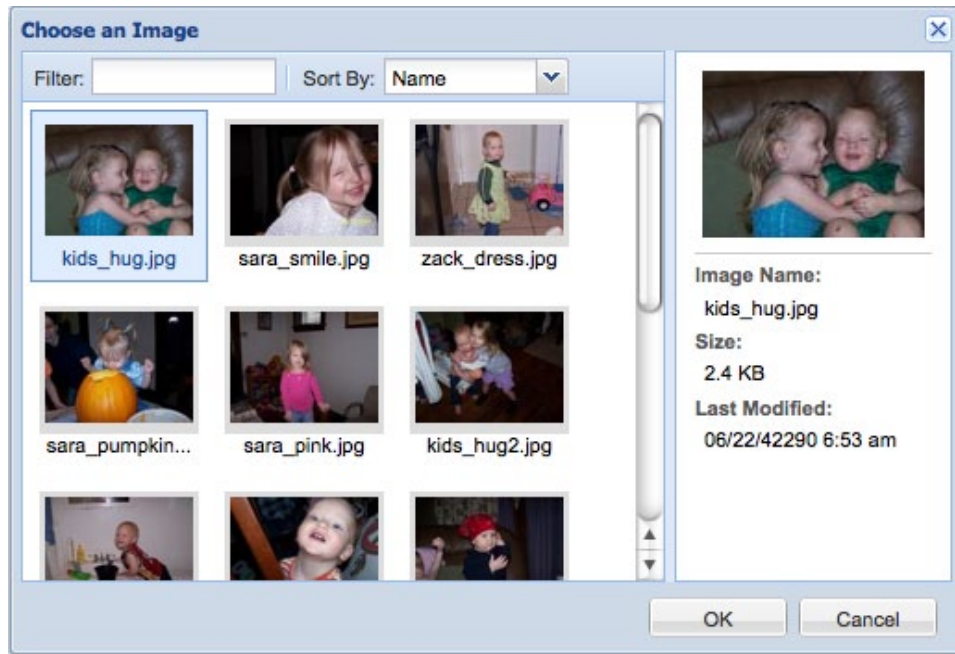 Choose an Image
Filter: Sort By: Name
kids_hug.jpg sara_smile.jpg zack_dress.jpg
sara_pumpkin... sara_pink.jpg kids_hug2.jpg
Image Name:
kids_hug.jpg
Size:
2.4 KB
Last Modified:
06/22/42290 6:53 am
OK Cancel